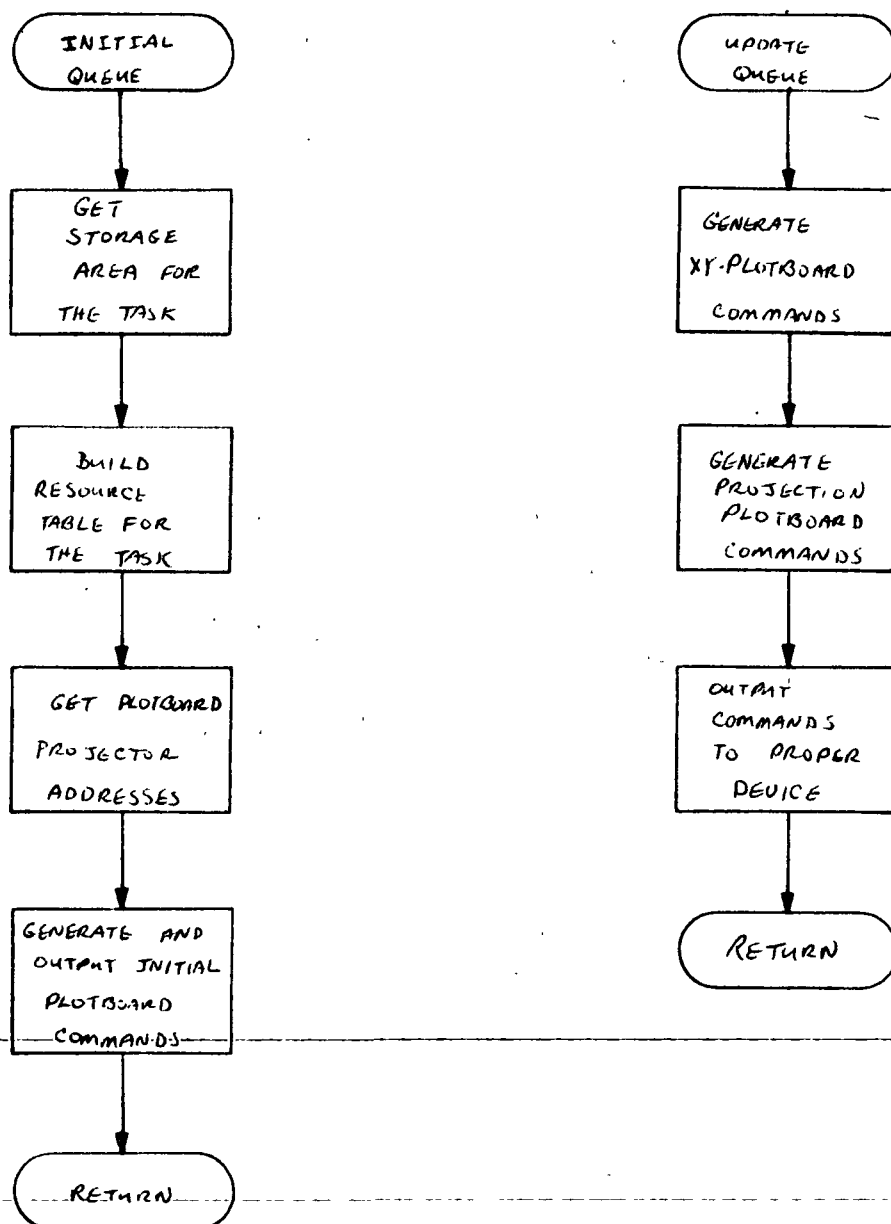 INITIAL
QUEUE
GET
STORAGE
AREA FOR
THE TASK
BUILD
RESOURCE
TABLE FOR
THE TASK
GET PLOTBOARD
PROJECTOR
ADDRESSES
GENERATE AND
OUTPUT INITIAL
PLOTBOARD
COMMANDS
RETURN
UPDATE
QUEUE
GENERATE
XY-PLOTBOARD
COMMANDS
GENERATE
PROJECTION
PLOTBOARD
COMMANDS
OUTPUT
COMMANDS
TO PROPER
DEVICE
RETURN